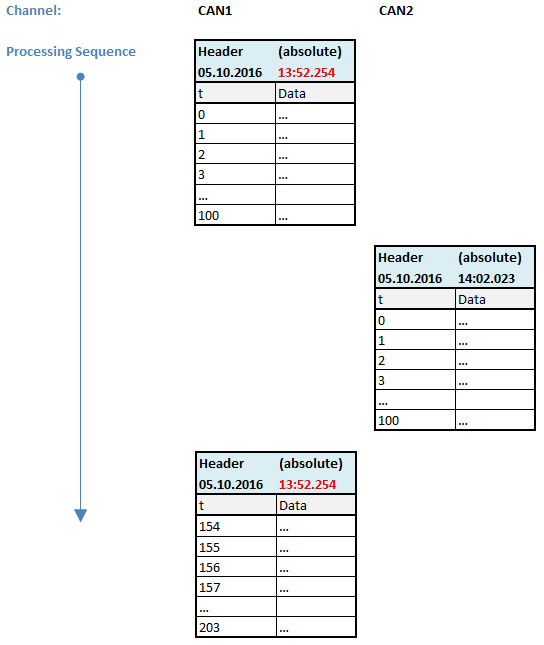 Channel: CAN1 CAN2
Processing Sequence
Header (absolute)
05.10.2016 13:52.254
t Data
0 ...
1 ...
2 ...
3 ...
...
100 ...
Header (absolute)
05.10.2016 14:02.023
t Data
0 ...
1 ...
2 ...
3 ...
...
100 ...
Header (absolute)
05.10.2016 13:52.254
t Data
154 ...
155 ...
156 ...
157 ...
...
203 ...